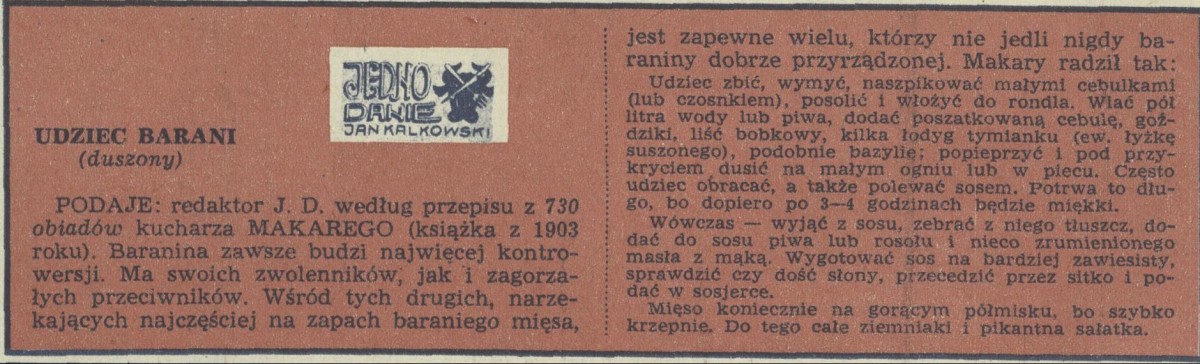 JEDNO
DANIE
JAN KALKOWSKI
UDZIEC BARANI
(duszony)
PODAJE: redaktor J. D. według przepisu z 730
obiadów kucharza MAKAREGO (książka z 1903
roku). Baranina zawsze budzi najwięcej kontro-
wersji. Ma swoich zwolenników, jak i zagorza-
łych przeciwników. Wśród tych drugich, narze-
kających najczęściej na zapach baraniego mięsa,
jest zapewne wielu, którzy nie jedli nigdy ba-
raniny dobrze przyrządzonej. Makary radził tak:
Udziec zbić, wymyć, naszpikować małymi cebulkami
(lub czosnkiem), posolić i włożyć do rondla. Wlać pół
litra wody lub piwa, dodać poszatkowaną cebulę, goź-
dziki, liść bobkowy, kilka łodyg tymianku (ew. łyżkę
suszonego), podobnie bazylię; popieprzyć i pod przy-
kryciem dusić na małym ogniu lub w piecu. Często
udziec obracać, a także polewać sosem. Potrwa to dłu-
go, bo dopiero po 3—4 godzinach będzie miękki.
Wówczas — wyjąć z sosu, zebrać z niego tłuszcz, do-
dać do sosu piwa lub rosołu i nieco zrumienionego
masła z mąką. Wygotować sos na bardziej zawiesisty,
sprawdzić czy dość słony, przecedzić przez sitko i po-
dać w sosjerce.
Mięso koniecznie na gorącym półmisku, bo szybko
krzepnie. Do tego całe ziemniaki i pikantna sałatka.